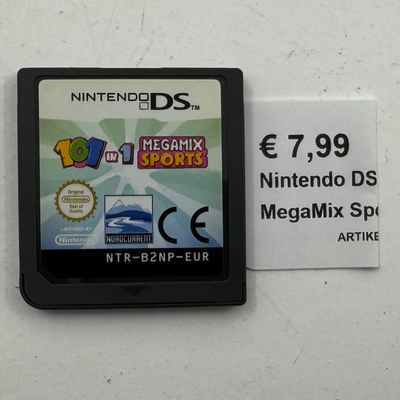 NINTENDO DS™
101 IN 1 MEGAMIX
SPORTS
Original
Nintendo
Seal of
Quality
LICENSED BY
Nintendo
NORDCURRENT
CE
NTR-B2NP-EUR
€ 7,99
Nintendo DS
MegaMix Spo
ARTIKE